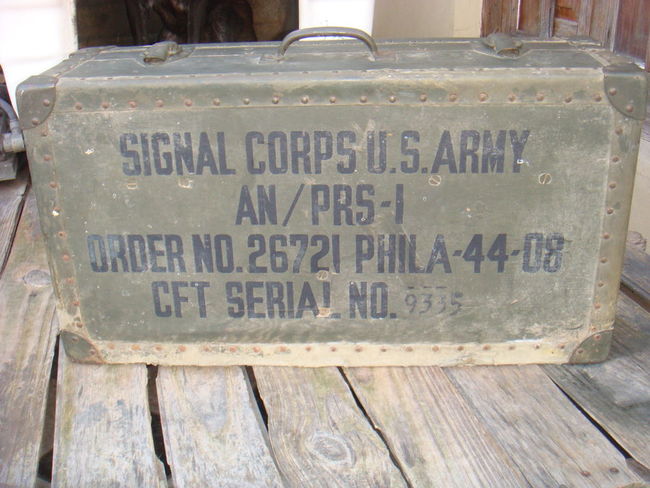 SIGNAL CORPS U.S. ARMY
AN/PRS-1
ORDER NO. 26721 PHILA-44-08
CFT SERIAL NO. 9335